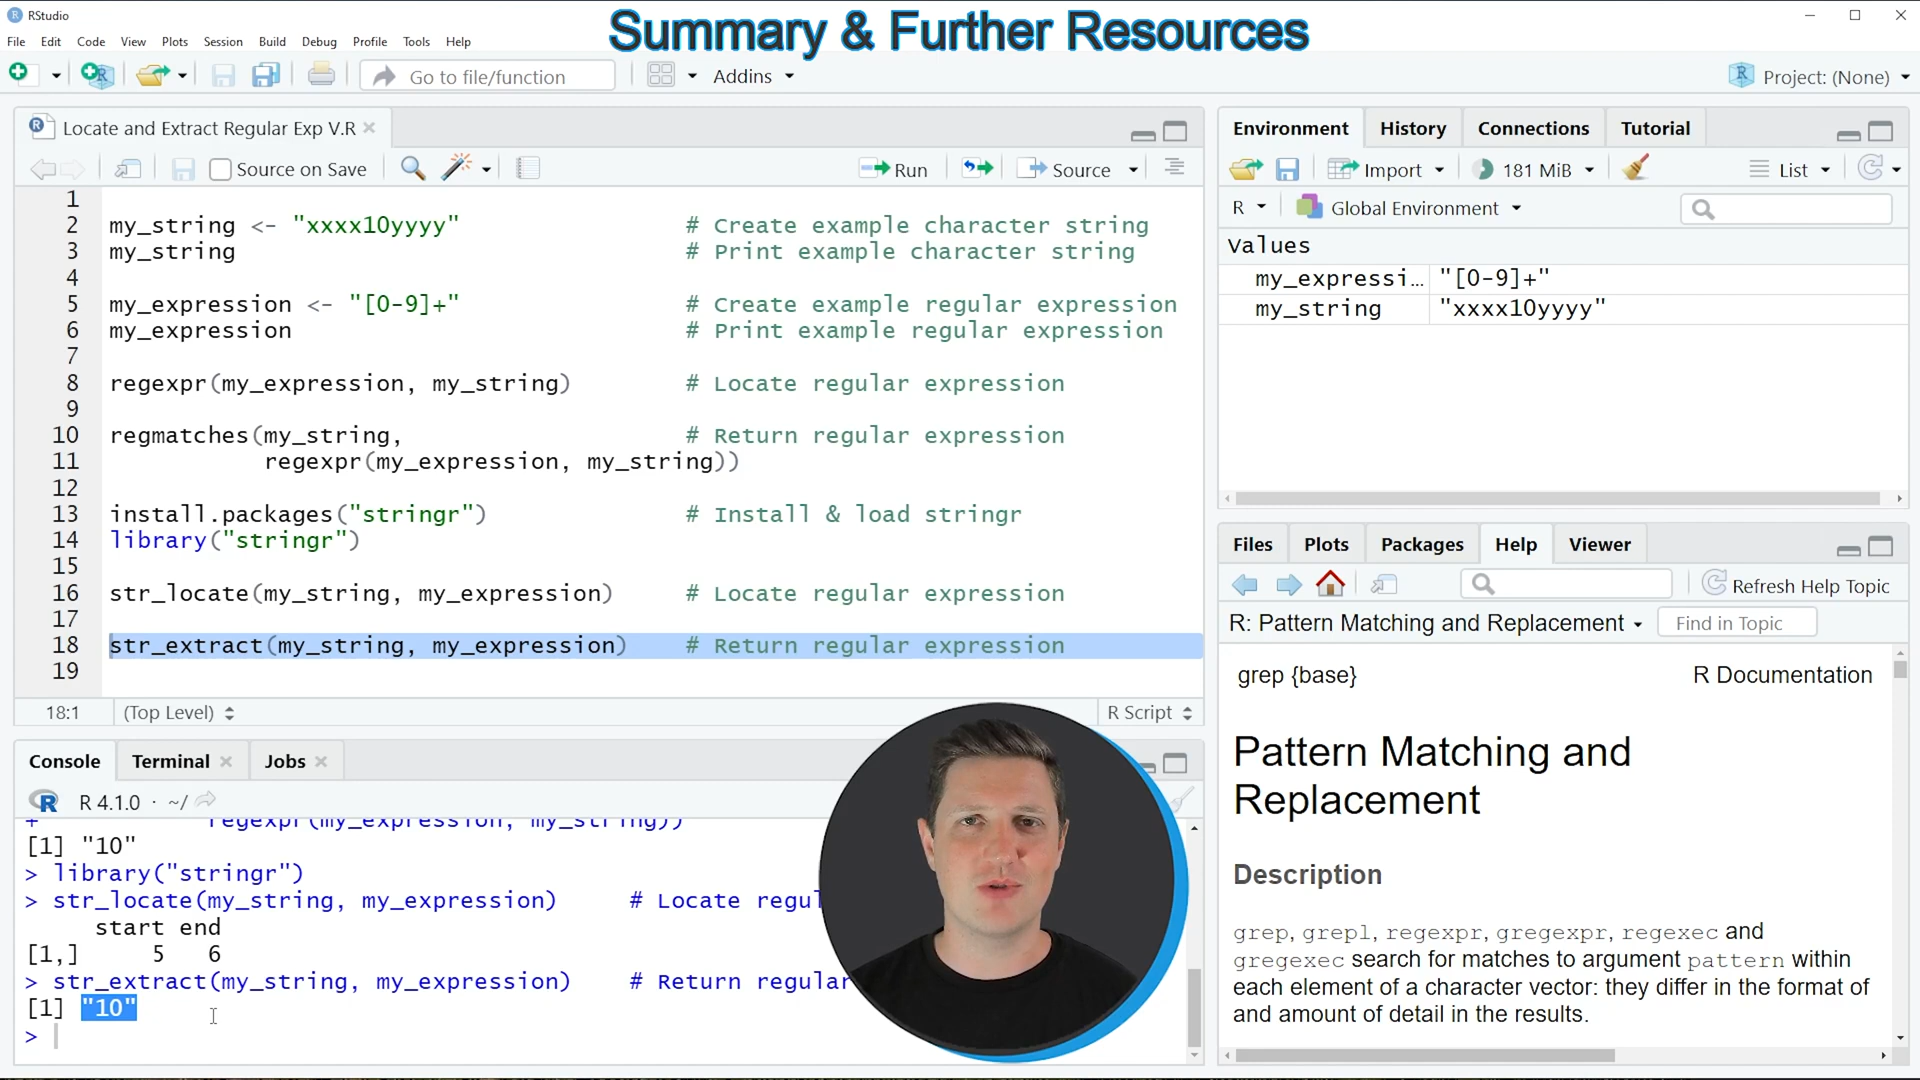 RStudio
Summary & Further Resources
File Edit Code View Plots Session Build Debug Profile Tools Help
Go to file/function
Addins
Project: (None)
Locate and Extract Regular Exp V.R
Source on Save
Run
Source
1
2 my_string <- "xxxx10yyyy" # Create example character string
3 my_string # Print example character string
4
5 my_expression <- "[0-9]+" # Create example regular expression
6 my_expression # Print example regular expression
7
8 regexpr(my_expression, my_string) # Locate regular expression
9
10 regmatches(my_string, # Return regular expression
11 regexpr(my_expression, my_string))
12
13 install.packages("stringr") # Install & load stringr
14 library("stringr")
15
16 str_locate(my_string, my_expression) # Locate regular expression
17
18 str_extract(my_string, my_expression) # Return regular expression
19
18:1 (Top Level) R Script
Console Terminal Jobs
R 4.1.0 · ~/
+ regexpr(my_expression, my_string))
[1] "10"
> library("stringr")
> str_locate(my_string, my_expression) # Locate regul
start end
[1,] 5 6
> str_extract(my_string, my_expression) # Return regular
[1] "10"
>
Environment History Connections Tutorial
Import 181 MiB List
R Global Environment
Values
my_expressi… "[0-9]+"
my_string "xxxx10yyyy"
Files Plots Packages Help Viewer
Refresh Help Topic
R: Pattern Matching and Replacement Find in Topic
grep {base} R Documentation
Pattern Matching and
Replacement
Description
grep, grepl, regexpr, gregexpr, regexec and
gregexec search for matches to argument pattern within
each element of a character vector: they differ in the format of
and amount of detail in the results.